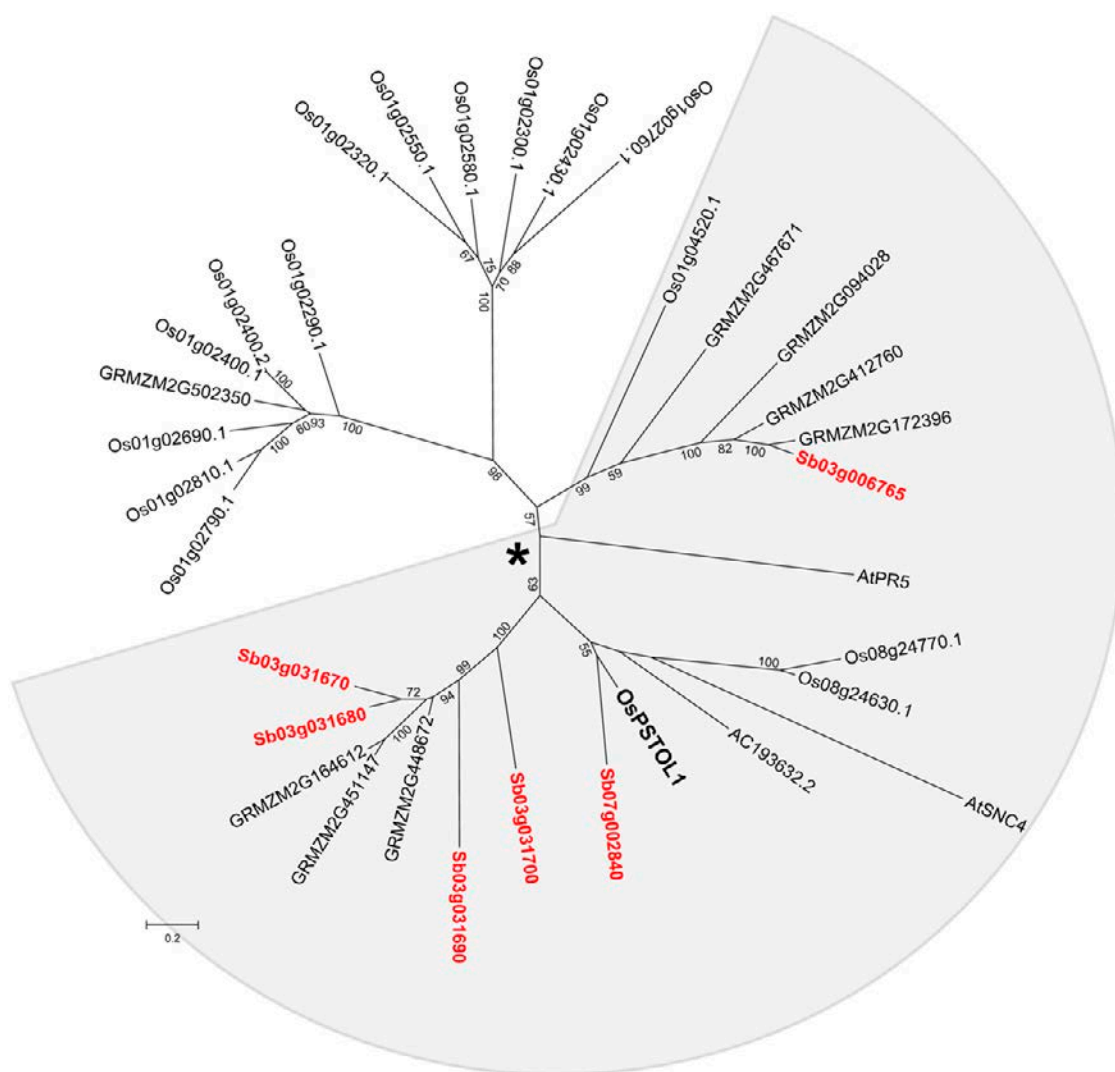 Os01g02320.1
Os01g02550.1
Os01g02580.1
Os01g02300.1
Os01g02430.1
Os01g02760.1
67
75
100
70
88
Os01g04520.1
GRMZM2G467671
GRMZM2G094028
GRMZM2G412760
GRMZM2G172396
Sb03g006765
99
59
100
82
100
Os01g02290.1
Os01g02400.2
Os01g02400.1
GRMZM2G502350
Os01g02690.1
Os01g02810.1
Os01g02790.1
100
80
93
100
100
98
57
*
63
AtPR5
Os08g24770.1
Os08g24630.1
100
AC193632.2
AtSNC4
OsPSTOL1
55
Sb07g002840
Sb03g031700
Sb03g031690
100
99
94
72
100
Sb03g031670
Sb03g031680
GRMZM2G164612
GRMZM2G451147
GRMZM2G448672
0.2